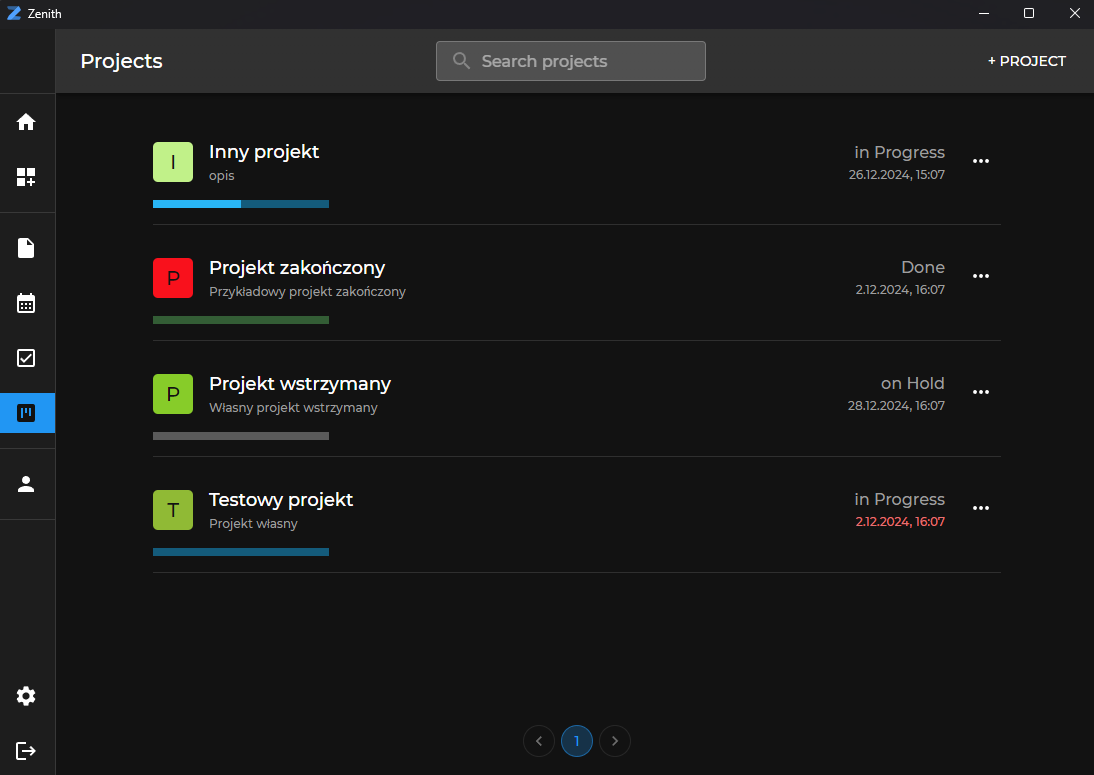 Zenith
Projects
Search projects
+ PROJECT
I
Inny projekt
opis
in Progress
26.12.2024, 15:07
P
Projekt zakończony
Przykładowy projekt zakończony
Done
2.12.2024, 16:07
P
Projekt wstrzymany
Własny projekt wstrzymany
on Hold
28.12.2024, 16:07
T
Testowy projekt
Projekt własny
in Progress
2.12.2024, 16:07
1